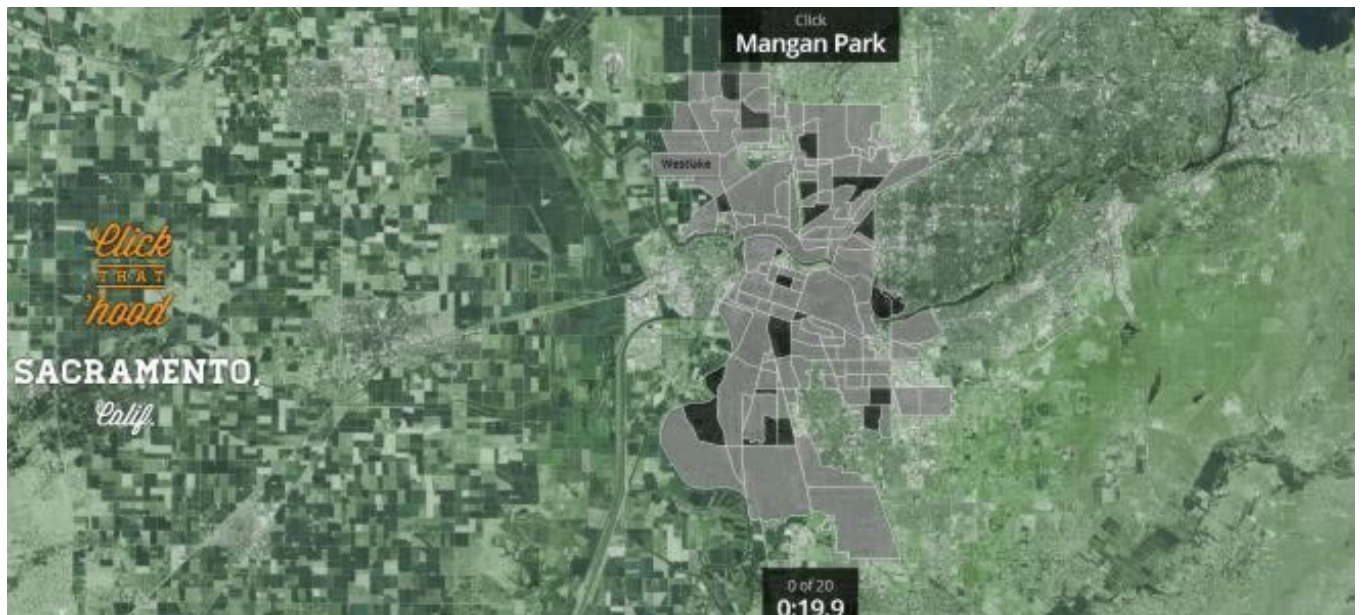 Click
Mangan Park
Westlake
Click
THAT
'hood
SACRAMENTO,
Calif.
0 of 20
0:19.9